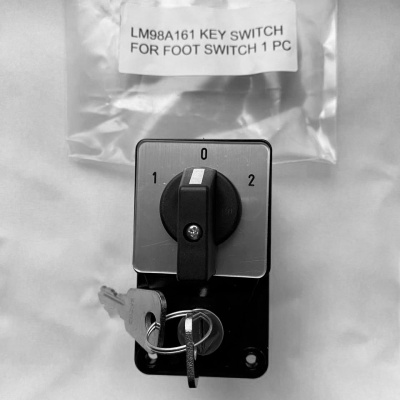 LM98A161 KEY SWITCH
FOR FOOT SWITCH 1 PC
0
1 2